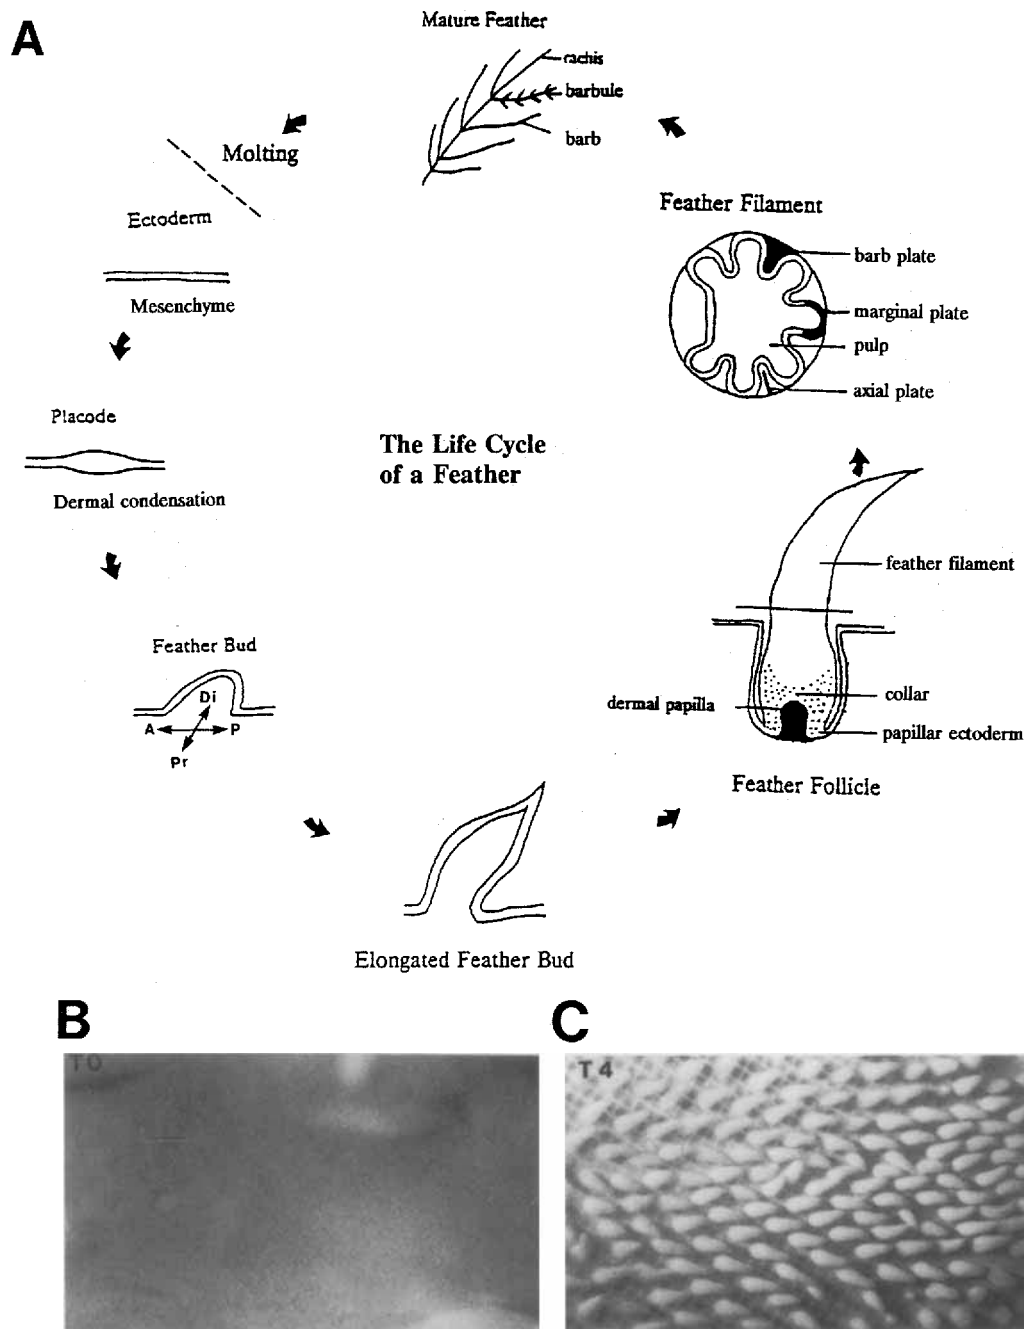 A
Mature Feather
rachis
barbule
barb
Molting
Ectoderm
Mesenchyme
Feather Filament
barb plate
marginal plate
pulp
axial plate
Placode
Dermal condensation
The Life Cycle
of a Feather
feather filament
collar
dermal papilla
papillar ectoderm
Feather Follicle
Feather Bud
Di
A
P
Pr
Elongated Feather Bud
B
C
T0
T4